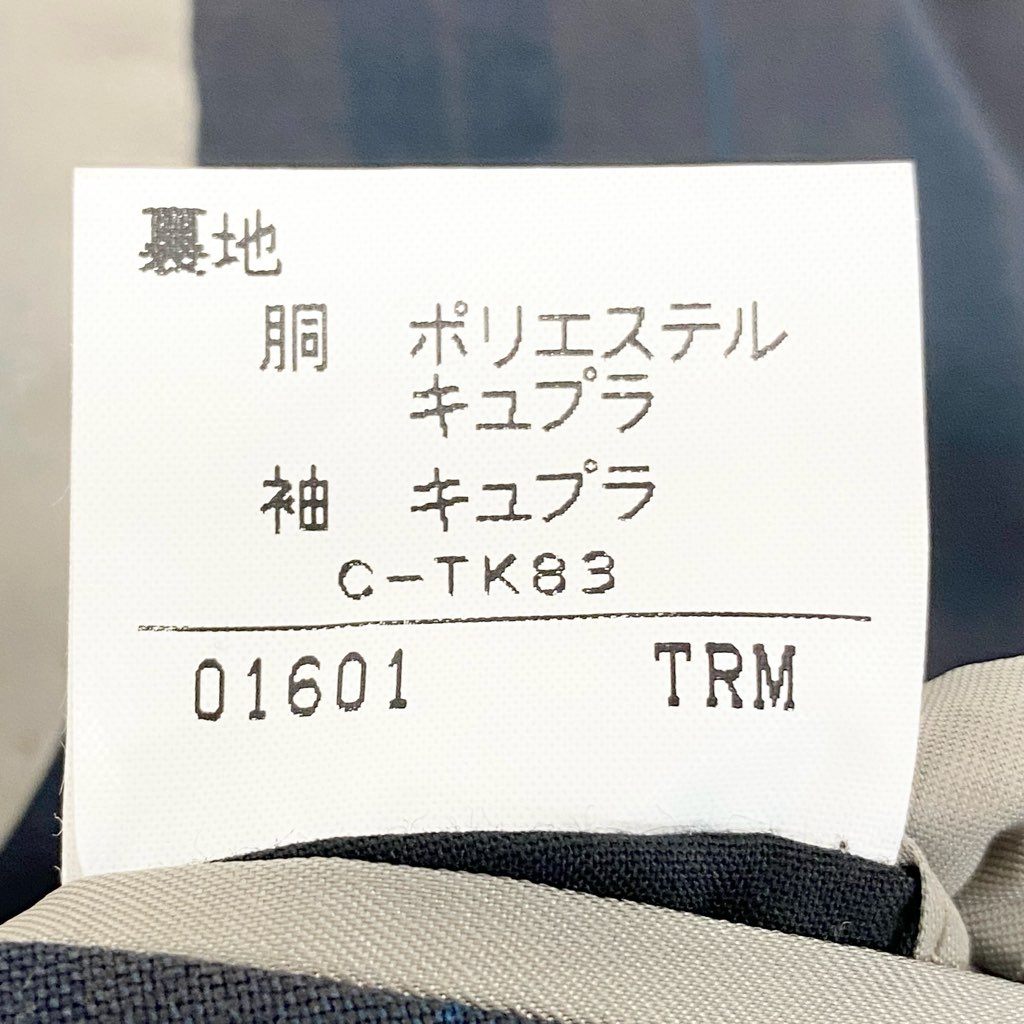 裏地
胴 ポリエステル
キュプラ
袖 キュプラ
C-TK83
01601 TRM